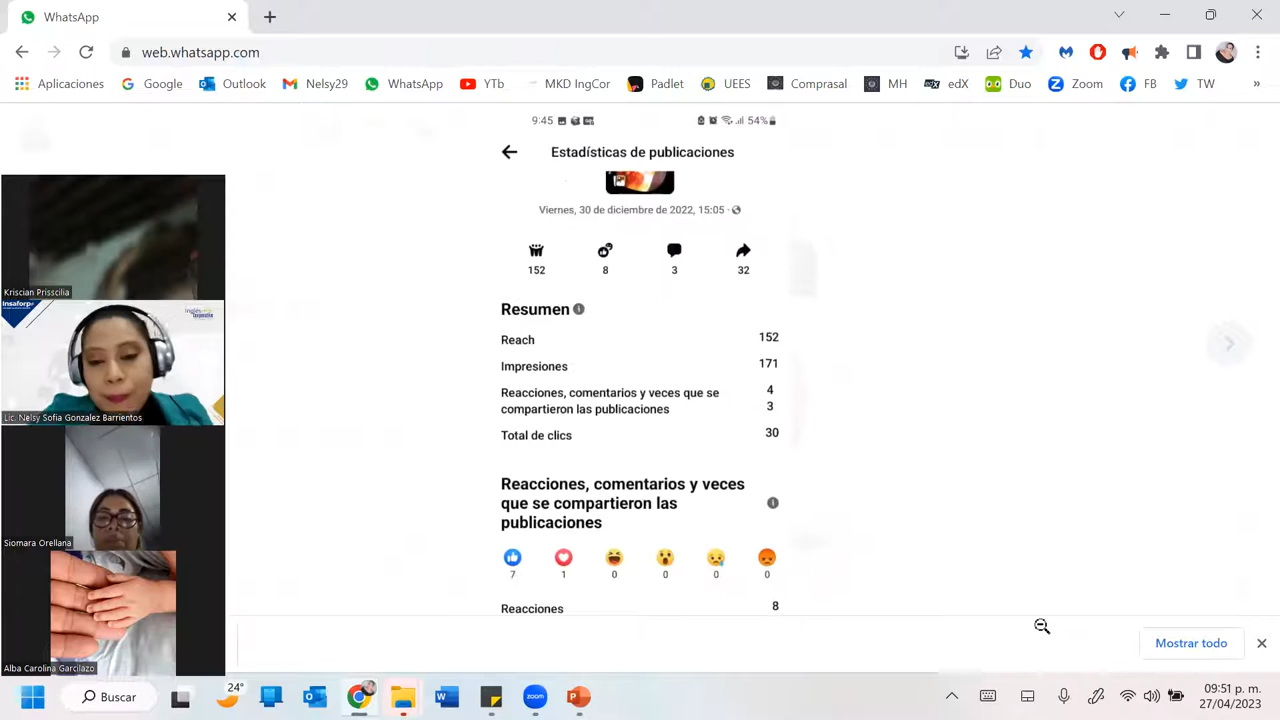 WhatsApp
web.whatsapp.com
Aplicaciones
Google
Outlook
Nelsy29
WhatsApp
YTb
MKD IngCor
Padlet
UEES
Comprasal
MH
edX
Duo
Zoom
FB
TW
»
9:45
54%
Estadísticas de publicaciones
Viernes, 30 de diciembre de 2022, 15:05 ·
152 8 3 32
Resumen
Reach 152
Impresiones 171
Reacciones, comentarios y veces que se 4
compartieron las publicaciones 3
Total de clics 30
Reacciones, comentarios y veces
que se compartieron las
publicaciones
7 1 0 0 0 0
Reacciones 8
Kriscian Prisscilia
Insaforp
inglés
Lic. Nelsy Sofía Gonzalez Barrientos
Siomara Orellana
Alba Carolina Garcilazo
Mostrar todo
Buscar
24°
zoom
09:51 p. m.
27/04/2023